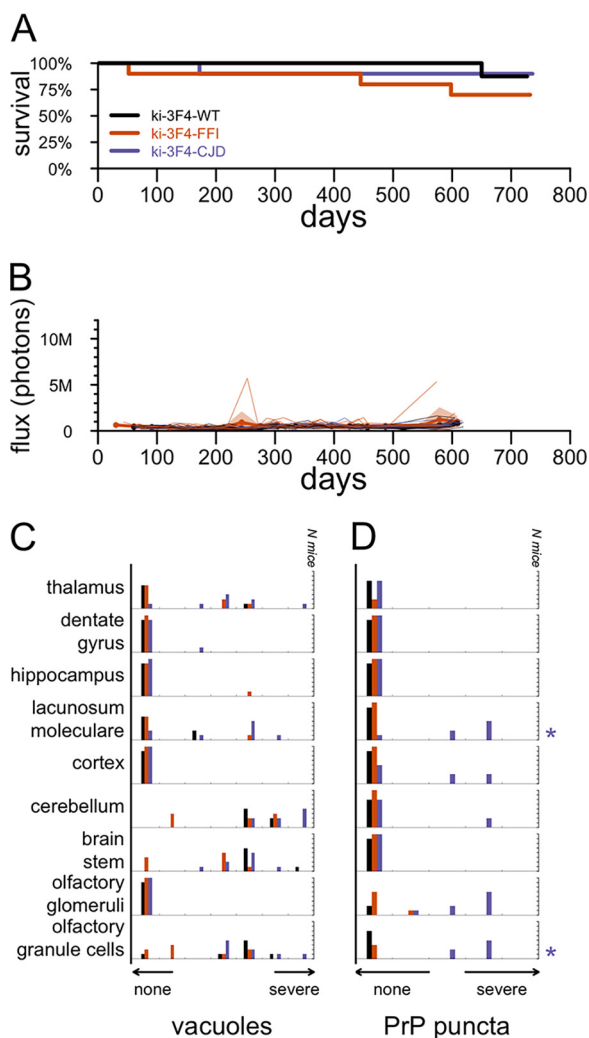 A
survival
100%
75%
50%
25%
0%
ki-3F4-WT
ki-3F4-FFI
ki-3F4-CJD
0 100 200 300 400 500 600 700 800
days
B
flux (photons)
10M
5M
0
0 100 200 300 400 500 600 700 800
days
C D
N mice N mice
thalamus
dentate
gyrus
hippocampus
lacunosum
moleculare *
cortex
cerebellum
brain
stem
olfactory
glomeruli
olfactory
granule cells *
none severe none severe
vacuoles PrP puncta